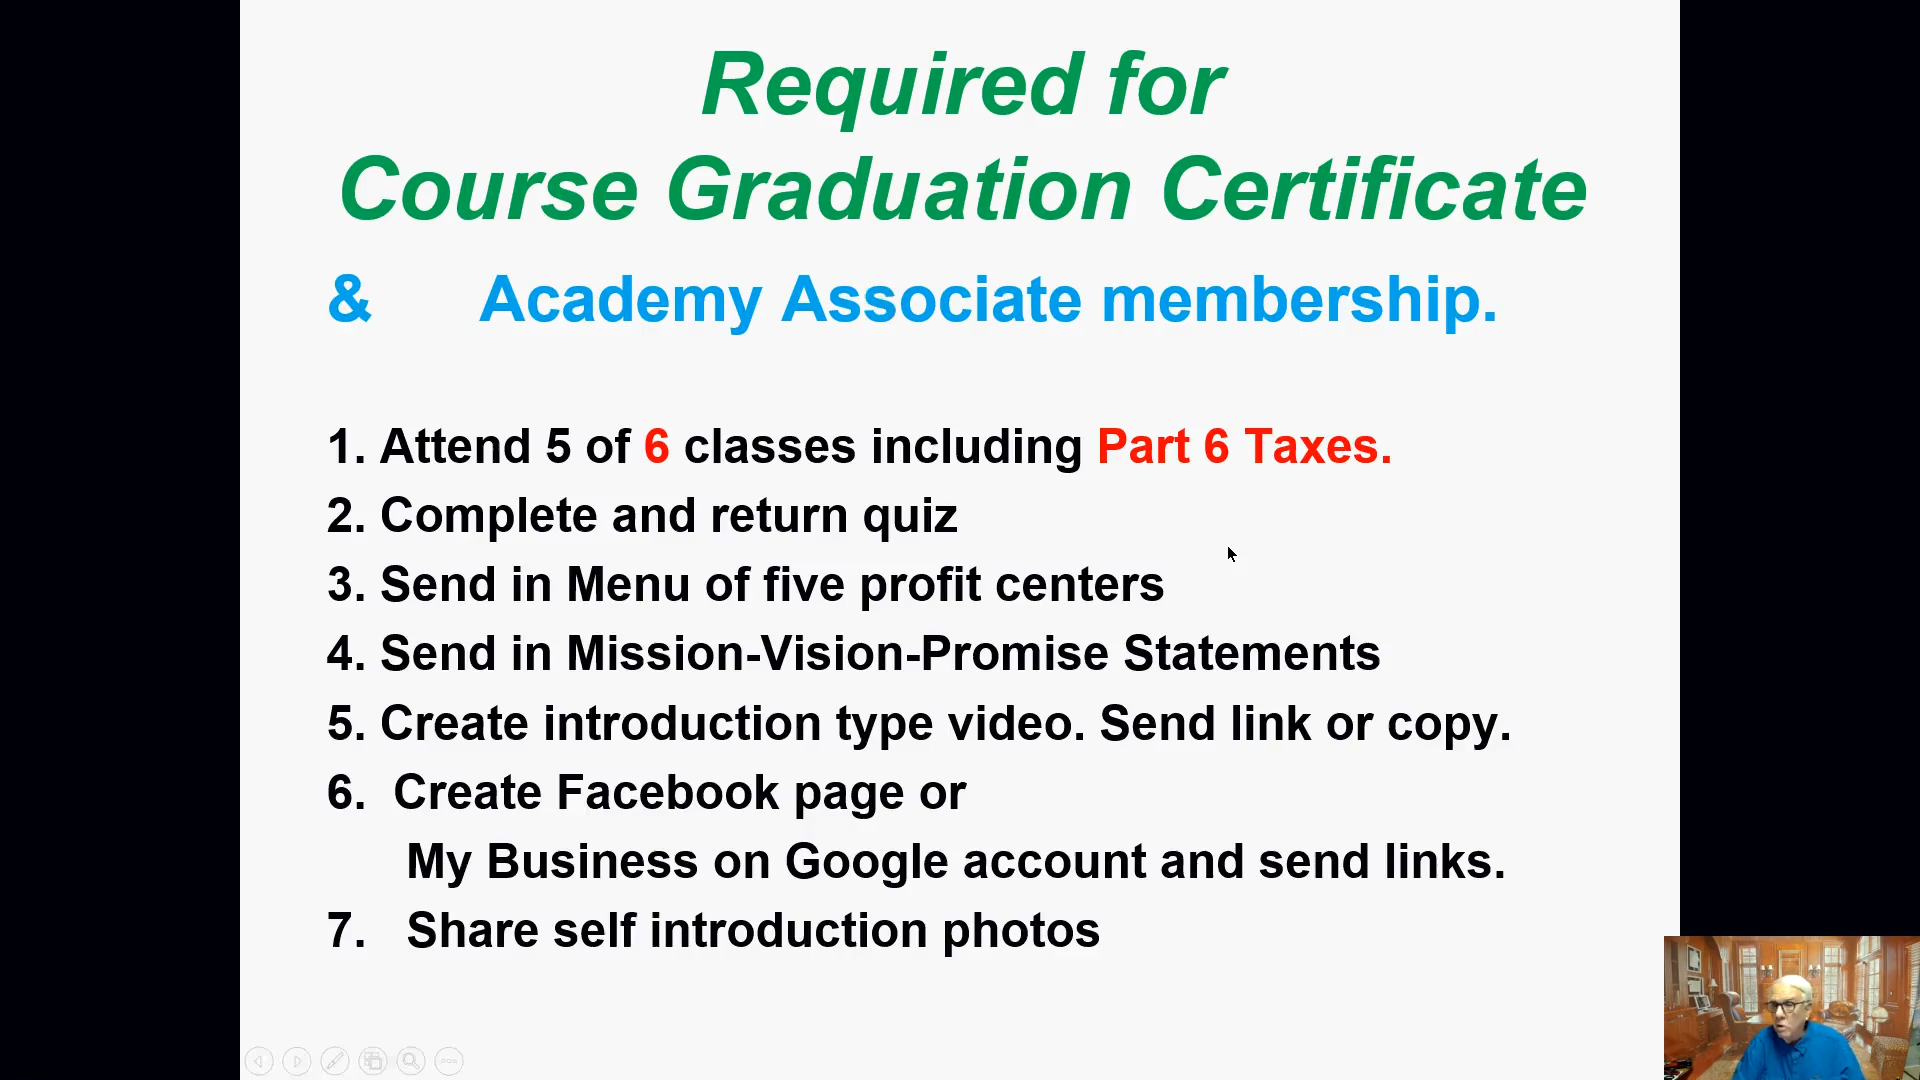 Required for
Course Graduation Certificate
& Academy Associate membership.
1. Attend 5 of 6 classes including Part 6 Taxes.
2. Complete and return quiz
3. Send in Menu of five profit centers
4. Send in Mission-Vision-Promise Statements
5. Create introduction type video. Send link or copy.
6. Create Facebook page or
My Business on Google account and send links.
7. Share self introduction photos